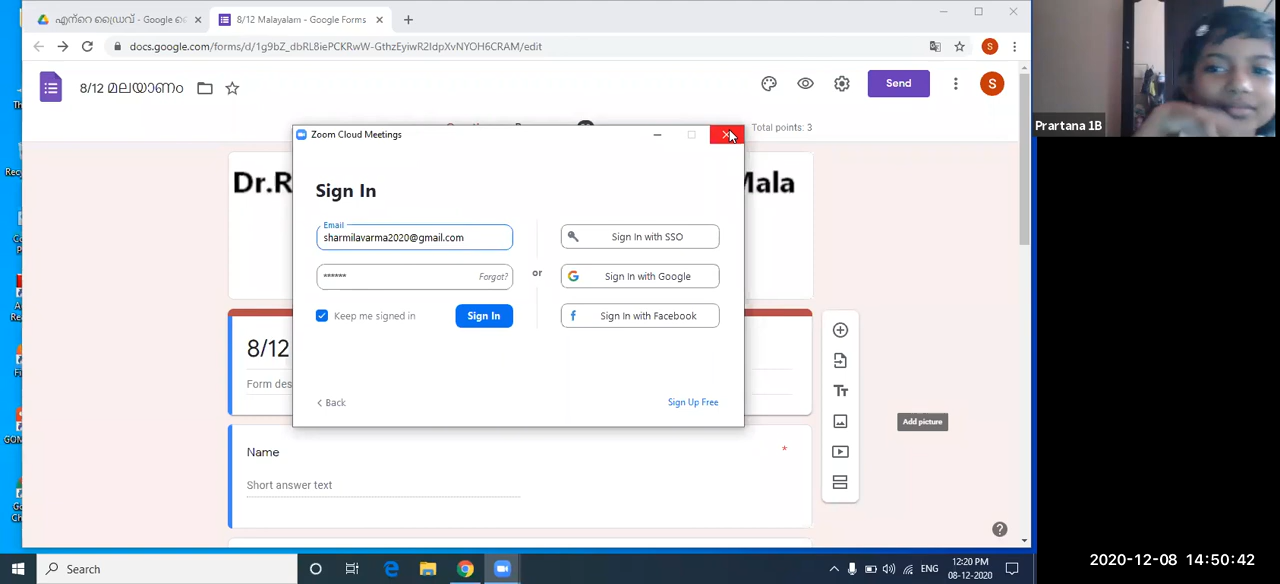 എന്റെ ഡ്രൈവ് - Google
8/12 Malayalam - Google Forms
docs.google.com/forms/d/1g9bZ_dbRL8iePCKRwW-GthzEyiwR2IdpXvNYOH6CRAM/edit
S
8/12 മലയാളം
Send
S
Total points: 3
Prartana 1B
Zoom Cloud Meetings
Dr.R
Mala
Sign In
Email
sharmilavarma2020@gmail.com
Sign In with SSO
******
Forgot?
or
Sign In with Google
Keep me signed in
Sign In
Sign In with Facebook
8/12
Form des
Back
Sign Up Free
Add picture
Name
*
Short answer text
Search
ENG
12:20 PM
08-12-2020
2020-12-08 14:50:42